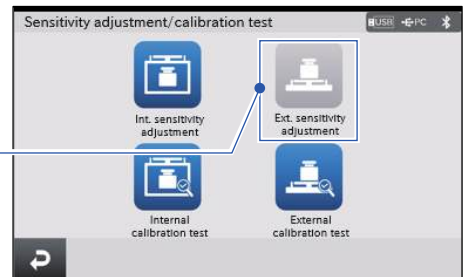 Sensitivity adjustment/calibration test
USB PC
Int. sensitivity
adjustment
Ext. sensitivity
adjustment
Internal
calibration test
External
calibration test